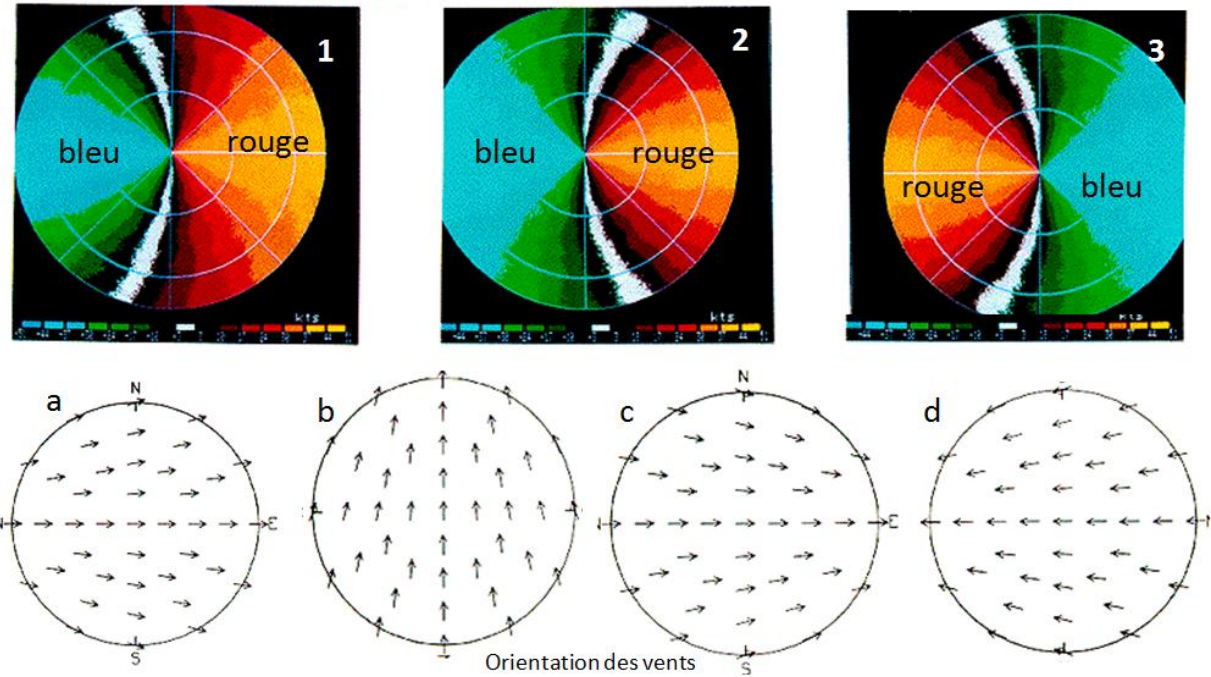 1
2
3
bleu
rouge
bleu
rouge
rouge
bleu
kts
kts
kts
a
N
b
c
N
d
E
E
S
S
Orientation des vents